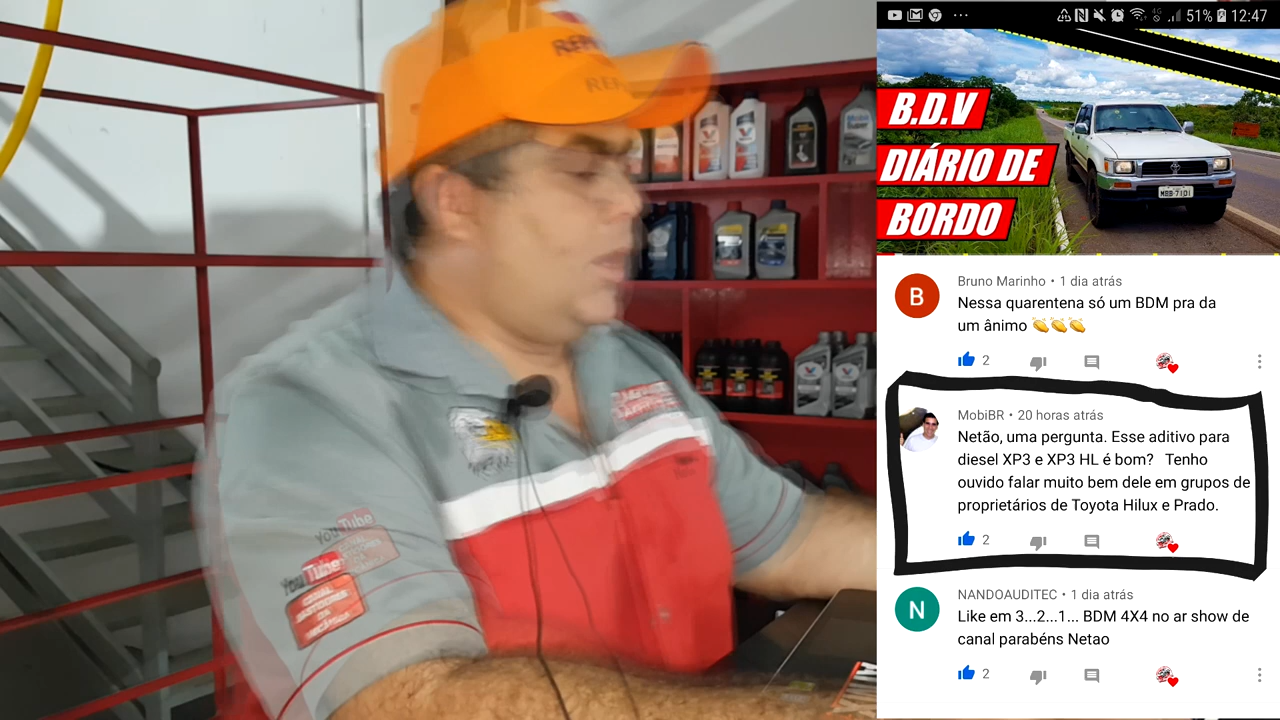 REF
YouTube
YouTube
Mobil
Super
51%
12:47
B.D.V
DIÁRIO DE
BORDO
Bruno Marinho • 1 dia atrás
Nessa quarentena só um BDM pra da
um ânimo 👏👏👏
2
MobiBR • 20 horas atrás
Netão, uma pergunta. Esse aditivo para
diesel XP3 e XP3 HL é bom? Tenho
ouvido falar muito bem dele em grupos de
proprietários de Toyota Hilux e Prado.
2
NANDOAUDITEC • 1 dia atrás
Like em 3...2...1... BDM 4X4 no ar show de
canal parabéns Netao
2